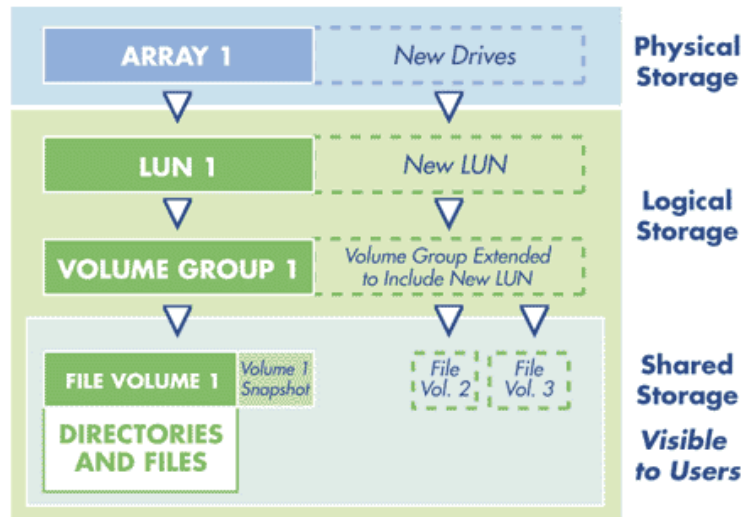 ARRAY 1
New Drives
Physical
Storage
LUN 1
New LUN
Logical
Storage
VOLUME GROUP 1
Volume Group Extended
to Include New LUN
FILE VOLUME 1
Volume 1
Snapshot
File
Vol. 2
File
Vol. 3
Shared
Storage
Visible
to Users
DIRECTORIES
AND FILES